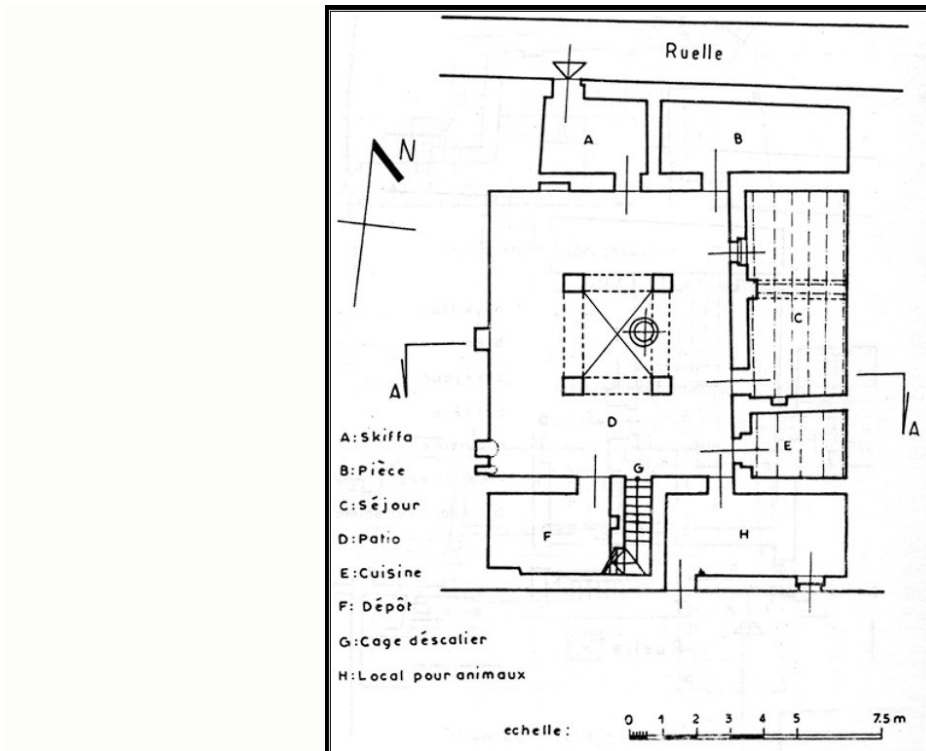 Ruelle
A
B
N
C
A
A
D
E
G
F
H
A: Skiffa
B: Pièce
C: Séjour
D: Patio
E: Cuisine
F: Dépôt
G: Cage déscalier
H: Local pour animaux
echelle: 0 1 2 3 4 5 7.5 m